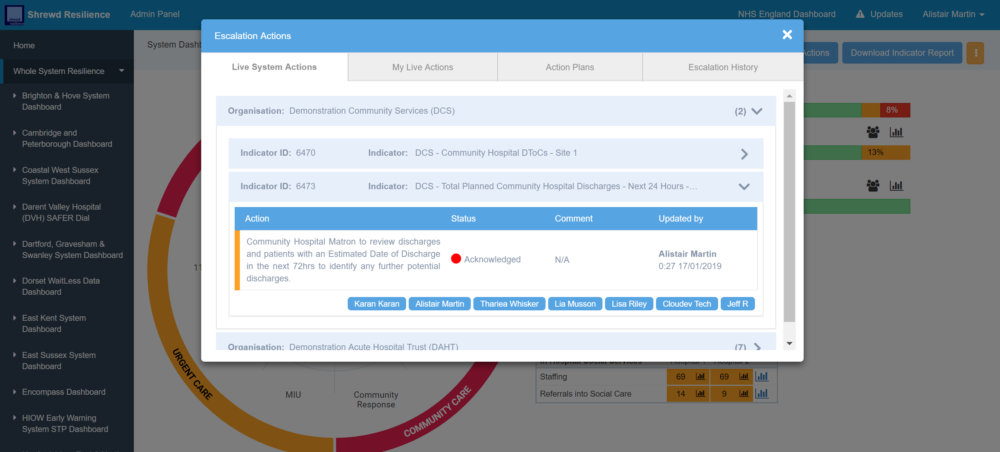 shrewd
resilience
Shrewd Resilience
Admin Panel
NHS England Dashboard
Updates
Alistair Martin
Home
Whole System Resilience
Brighton & Hove System
Dashboard
Cambridge and
Peterborough Dashboard
Coastal West Sussex
System Dashboard
Darent Valley Hospital
(DVH) SAFER Dial
Dartford, Gravesham &
Swanley System Dashboard
Dorset WaitLess Data
Dashboard
East Kent System
Dashboard
East Sussex System
Dashboard
Encompass Dashboard
HIOW Early Warning
System STP Dashboard
System Dashb
Actions
Download Indicator Report
Escalation Actions
Live System Actions
My Live Actions
Action Plans
Escalation History
Organisation: Demonstration Community Services (DCS) (2)
Indicator ID: 6470 Indicator: DCS - Community Hospital DToCs - Site 1
Indicator ID: 6473 Indicator: DCS - Total Planned Community Hospital Discharges - Next 24 Hours -...
Action Status Comment Updated by
Community Hospital Matron to review discharges
and patients with an Estimated Date of Discharge
in the next 72hrs to identify any further potential
discharges.
Acknowledged
N/A
Alistair Martin
0:27 17/01/2019
Karan Karan Alistair Martin Thariea Whisker Lia Musson Lisa Riley Cloudev Tech Jeff R
Organisation: Demonstration Acute Hospital Trust (DAHT) (7)
8%
13%
11
URGENT CARE
COMMUNITY CARE
MIU
Community
Response
In Hospital Social Services Hospital 1 Hospital 2
Staffing 69 69
Referrals into Social Care 14 9